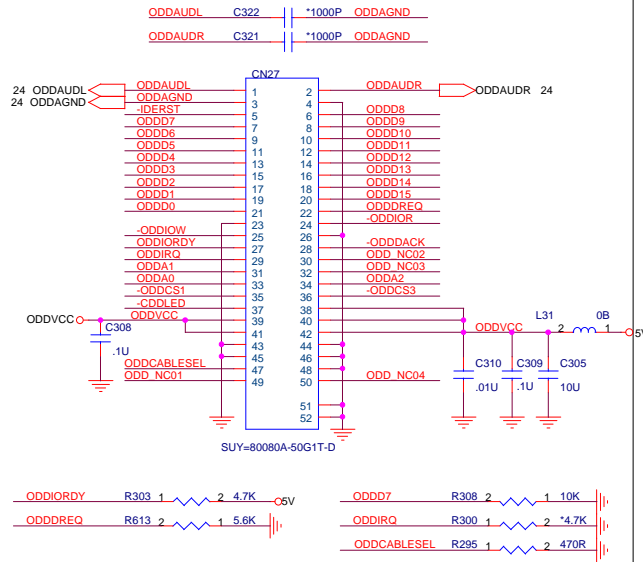 ODDAUDL C322 *1000P ODDAGND
ODDAUDR C321 *1000P ODDAGND
CN27
24 ODDAUDL ODDAUDL 1 2 ODDAUDR ODDAUDR 24
24 ODDAGND ODDAGND 3 4
-IDERST 5 6 ODDD8
ODDD7 7 8 ODDD9
ODDD6 9 10 ODDD10
ODDD5 11 12 ODDD11
ODDD4 13 14 ODDD12
ODDD3 15 16 ODDD13
ODDD2 17 18 ODDD14
ODDD1 19 20 ODDD15
ODDD0 21 22 ODDDREQ
23 24 -ODDIOR
-ODDIOW 25 26
ODDIORDY 27 28 -ODDDACK
ODDIRQ 29 30 ODD_NC02
ODDA1 31 32 ODD_NC03
ODDA0 33 34 ODDA2
-ODDCS1 35 36 -ODDCS3
-CDDLED 37 38
ODDVCC ODDVCC 39 40
L31 0B
41 42 ODDVCC 2 1 5V
C308 .1U
43 44
45 46
ODDCABLESEL 47 48
ODD_NC01 49 50 ODD_NC04
C310 .01U
C309 .1U
C305 10U
51
52
SUY=80080A-50G1T-D
ODDIORDY R303 1 2 4.7K 5V
ODDDREQ R613 2 1 5.6K
ODDD7 R308 2 1 10K
ODDIRQ R300 1 2 *4.7K
ODDCABLESEL R295 1 2 470R